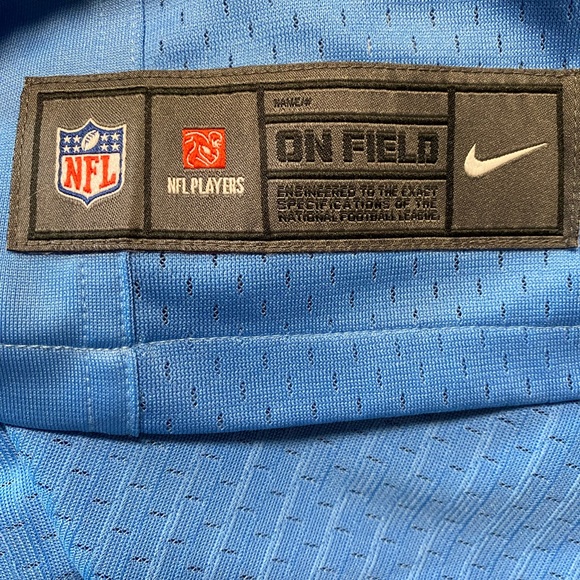 NFL
NFL PLAYERS
NAME/#
ON FIELD
ENGINEERED TO THE EXACT
SPECIFICATIONS OF THE
NATIONAL FOOTBALL LEAGUE.